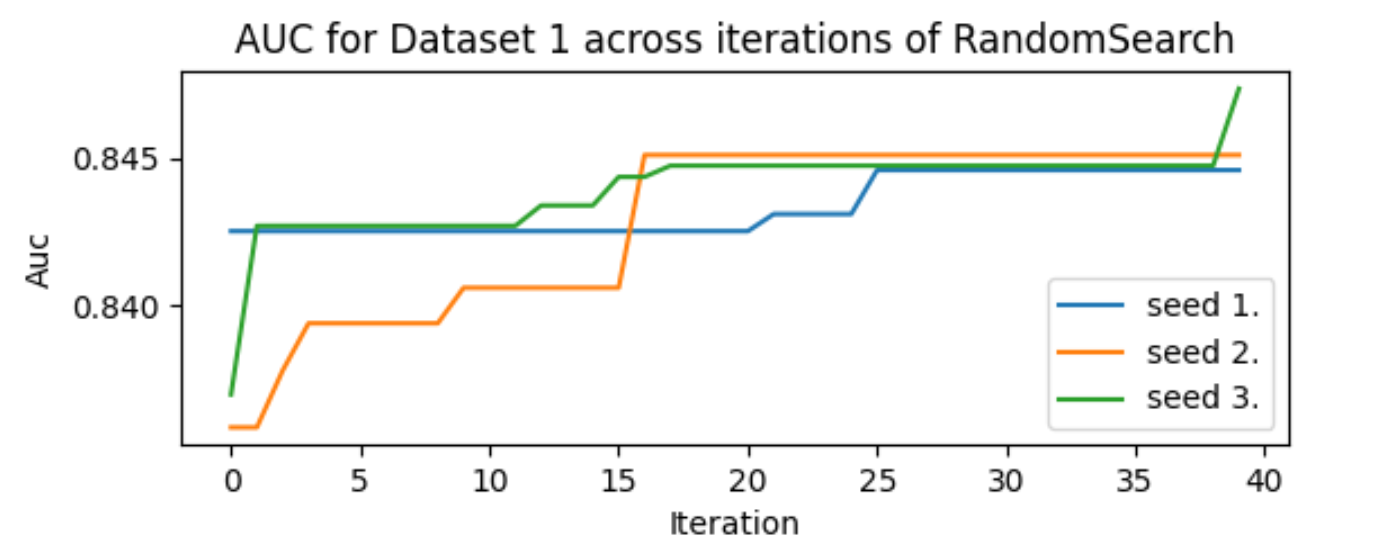 AUC for Dataset 1 across iterations of RandomSearch
Auc
0.845
0.840
seed 1.
seed 2.
seed 3.
0 5 10 15 20 25 30 35 40
Iteration